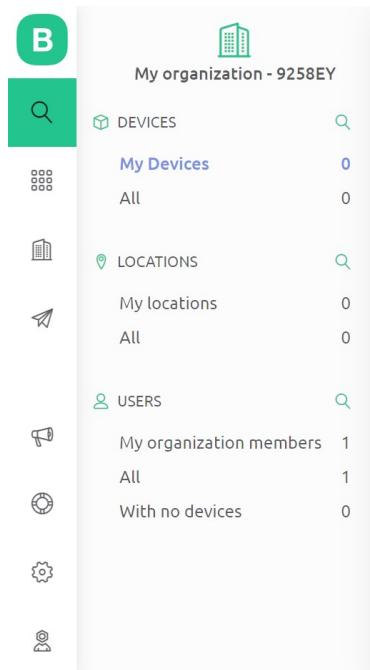 B
My organization - 9258EY
DEVICES
My Devices 0
All 0
LOCATIONS
My locations 0
All 0
USERS
My organization members 1
All 1
With no devices 0